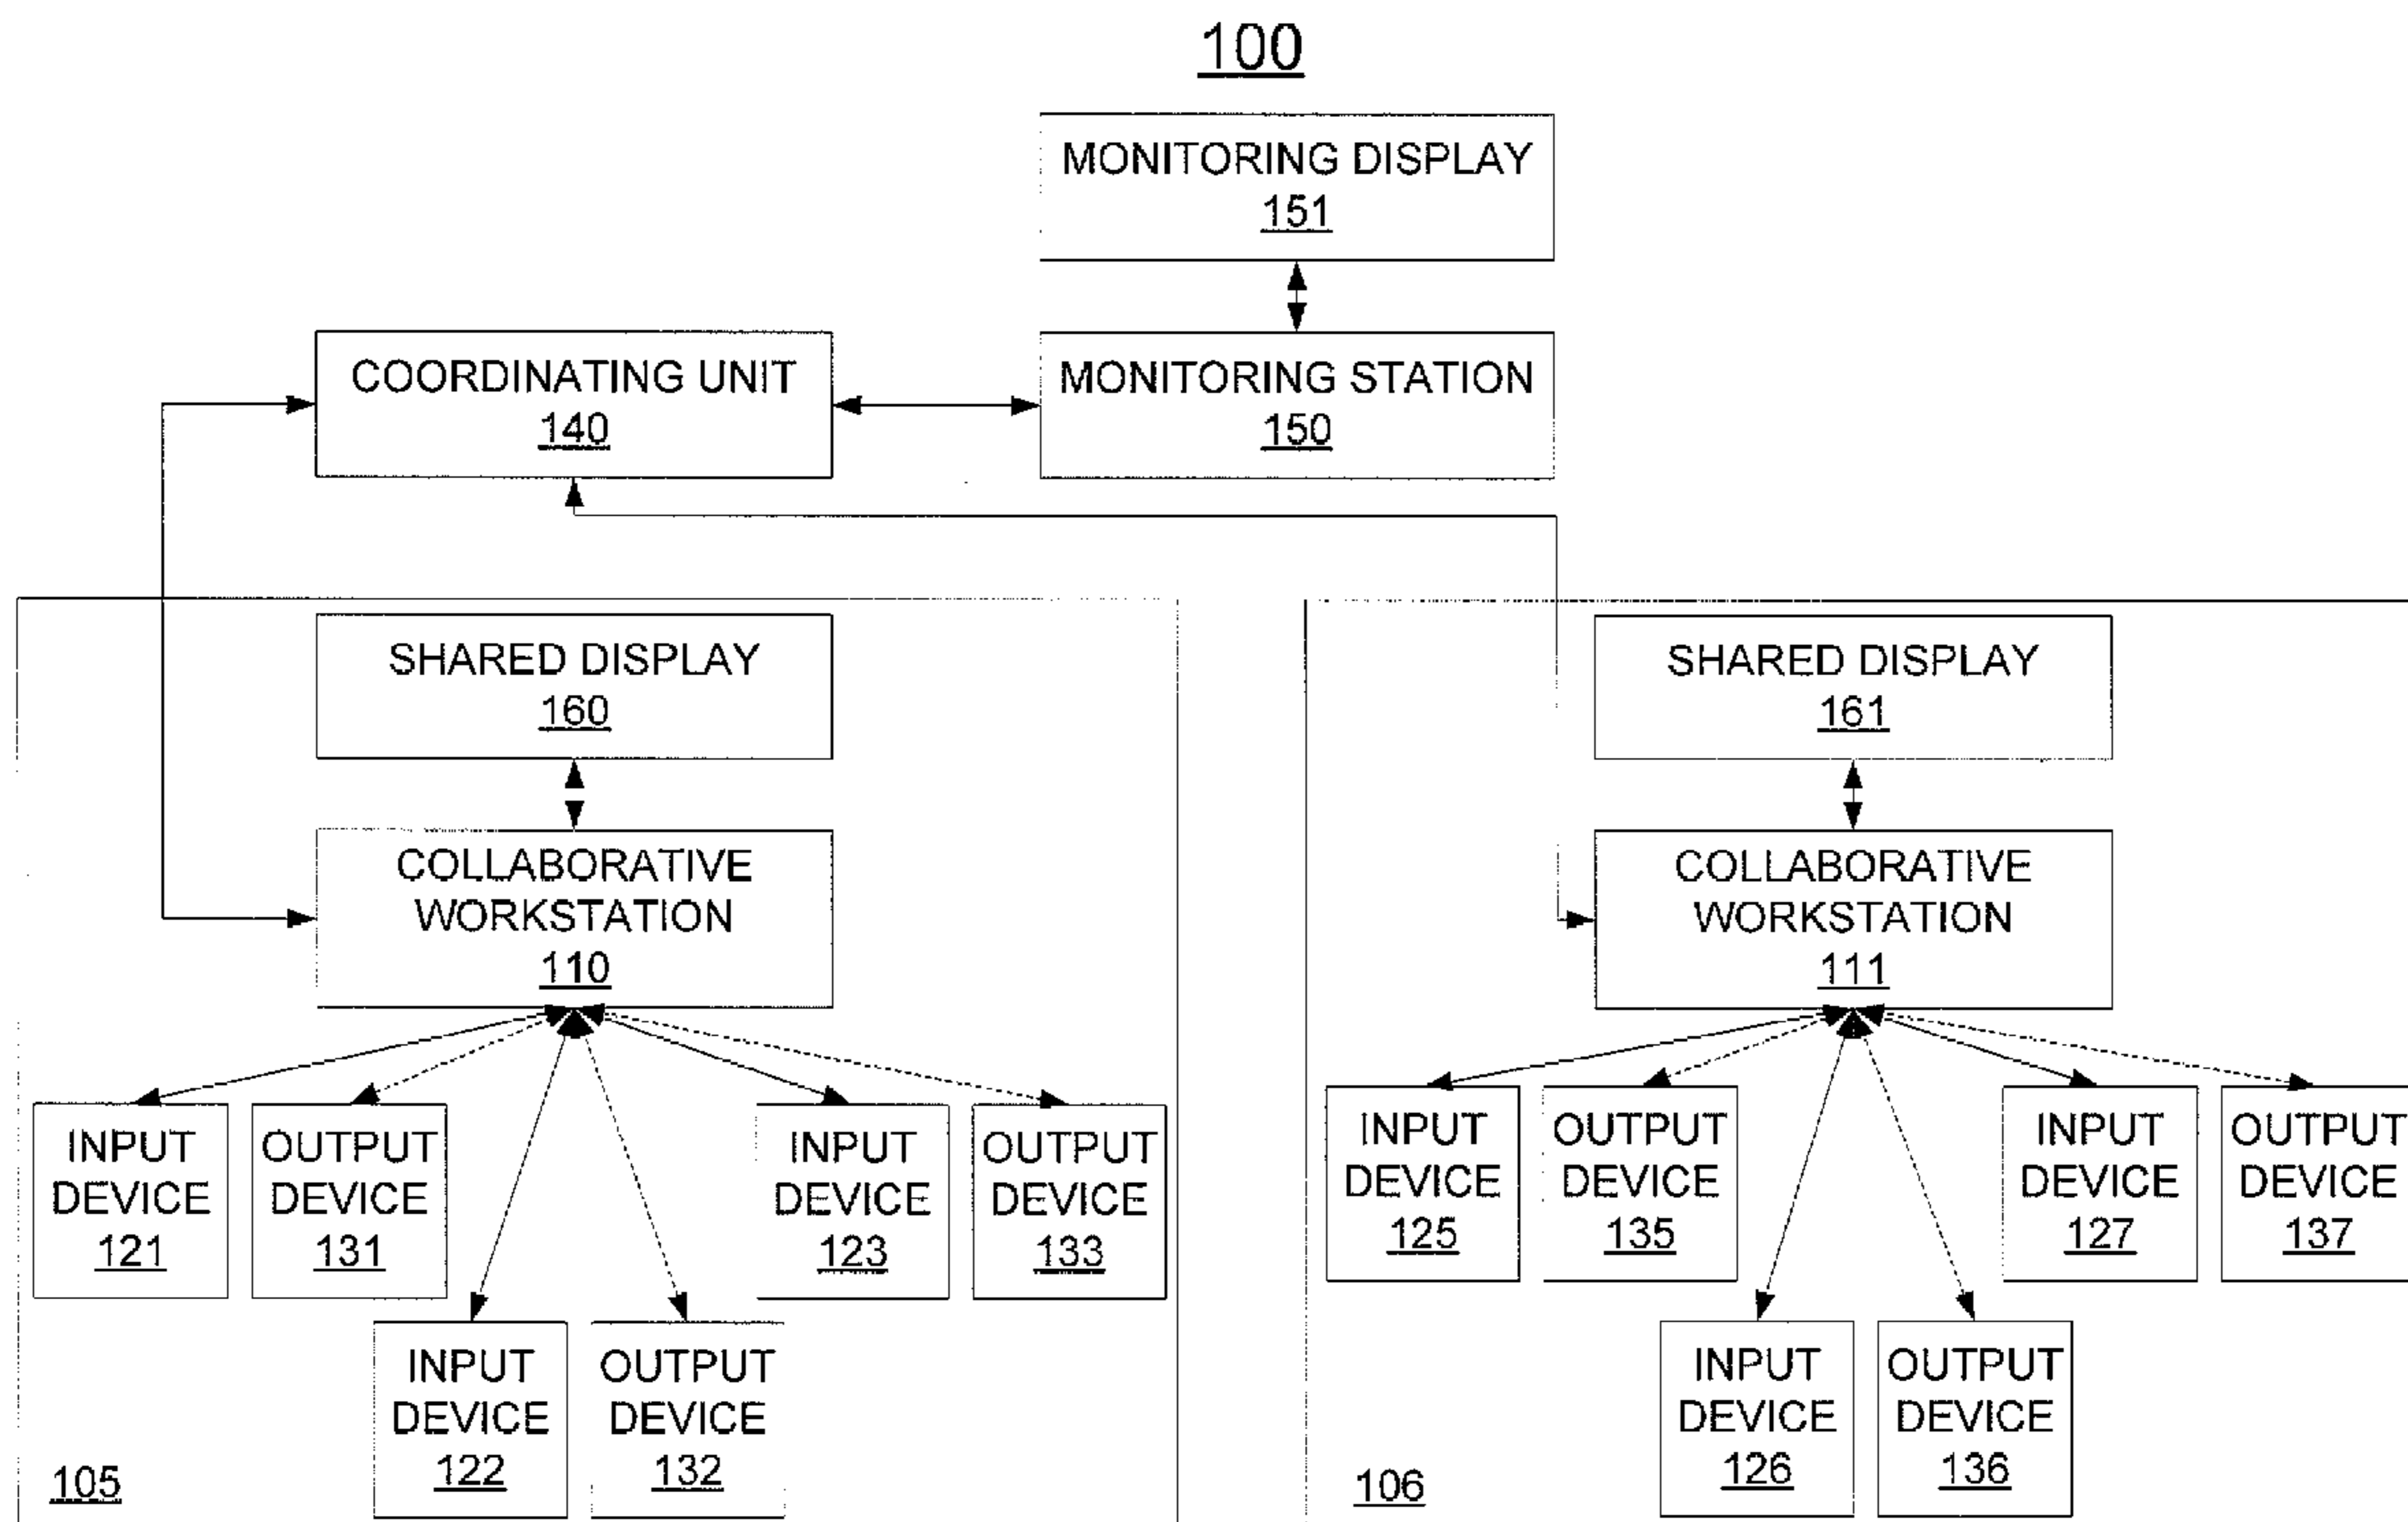 100
MONITORING DISPLAY
151
COORDINATING UNIT
140
MONITORING STATION
150
SHARED DISPLAY
160
SHARED DISPLAY
161
COLLABORATIVE
WORKSTATION
110
COLLABORATIVE
WORKSTATION
111
INPUT
DEVICE
121
OUTPUT
DEVICE
131
INPUT
DEVICE
123
OUTPUT
DEVICE
133
INPUT
DEVICE
122
OUTPUT
DEVICE
132
105
INPUT
DEVICE
125
OUTPUT
DEVICE
135
INPUT
DEVICE
127
OUTPUT
DEVICE
137
INPUT
DEVICE
126
OUTPUT
DEVICE
136
106